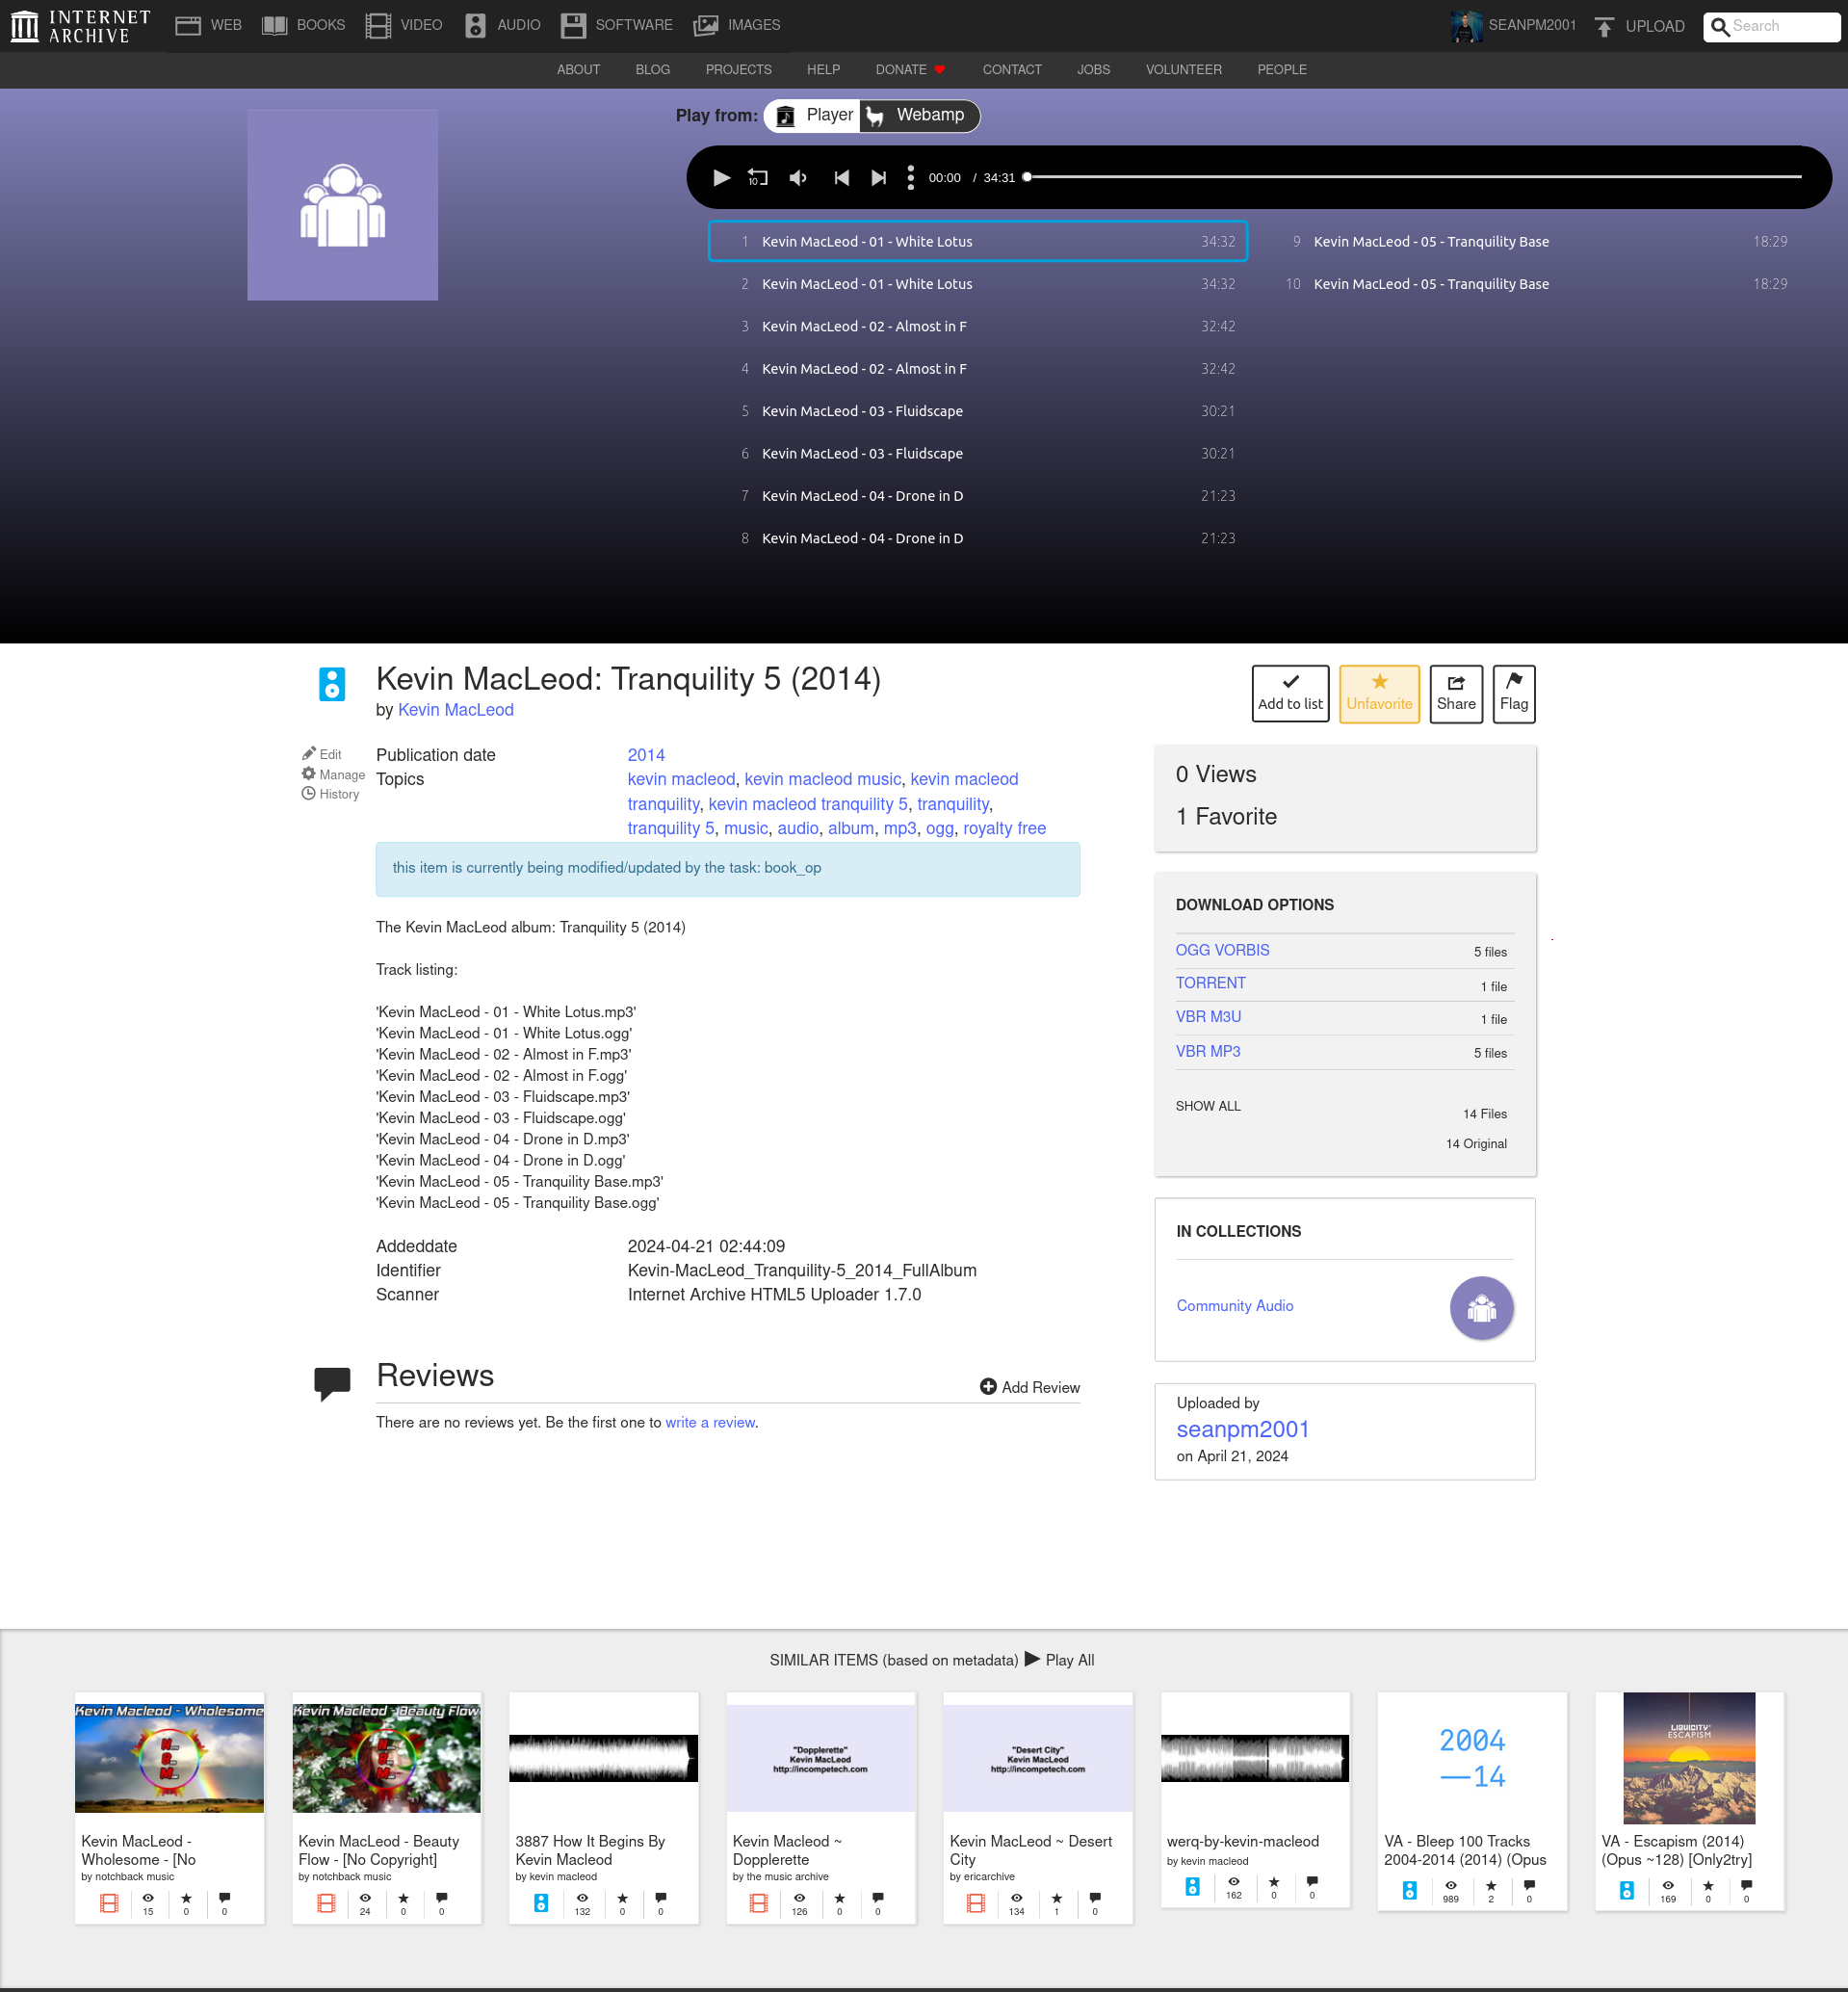 INTERNET ARCHIVE
WEB BOOKS VIDEO AUDIO SOFTWARE IMAGES SEANPM2001 UPLOAD Search
ABOUT BLOG PROJECTS HELP DONATE CONTACT JOBS VOLUNTEER PEOPLE
Play from: Player Webamp
10 00:00 / 34:31
1 Kevin MacLeod - 01 - White Lotus 34:32
2 Kevin MacLeod - 01 - White Lotus 34:32
3 Kevin MacLeod - 02 - Almost in F 32:42
4 Kevin MacLeod - 02 - Almost in F 32:42
5 Kevin MacLeod - 03 - Fluidscape 30:21
6 Kevin MacLeod - 03 - Fluidscape 30:21
7 Kevin MacLeod - 04 - Drone in D 21:23
8 Kevin MacLeod - 04 - Drone in D 21:23
9 Kevin MacLeod - 05 - Tranquility Base 18:29
10 Kevin MacLeod - 05 - Tranquility Base 18:29
Kevin MacLeod: Tranquility 5 (2014)
by Kevin MacLeod
Edit
Manage
History
Publication date 2014
Topics kevin macleod, kevin macleod music, kevin macleod
tranquility, kevin macleod tranquility 5, tranquility,
tranquility 5, music, audio, album, mp3, ogg, royalty free
this item is currently being modified/updated by the task: book_op
The Kevin MacLeod album: Tranquility 5 (2014)
Track listing:
'Kevin MacLeod - 01 - White Lotus.mp3'
'Kevin MacLeod - 01 - White Lotus.ogg'
'Kevin MacLeod - 02 - Almost in F.mp3'
'Kevin MacLeod - 02 - Almost in F.ogg'
'Kevin MacLeod - 03 - Fluidscape.mp3'
'Kevin MacLeod - 03 - Fluidscape.ogg'
'Kevin MacLeod - 04 - Drone in D.mp3'
'Kevin MacLeod - 04 - Drone in D.ogg'
'Kevin MacLeod - 05 - Tranquility Base.mp3'
'Kevin MacLeod - 05 - Tranquility Base.ogg'
Addeddate 2024-04-21 02:44:09
Identifier Kevin-MacLeod_Tranquility-5_2014_FullAlbum
Scanner Internet Archive HTML5 Uploader 1.7.0
Reviews
Add Review
There are no reviews yet. Be the first one to write a review.
Add to list Unfavorite Share Flag
0 Views
1 Favorite
DOWNLOAD OPTIONS
OGG VORBIS 5 files
TORRENT 1 file
VBR M3U 1 file
VBR MP3 5 files
SHOW ALL 14 Files
14 Original
IN COLLECTIONS
Community Audio
Uploaded by
seanpm2001
on April 21, 2024
SIMILAR ITEMS (based on metadata) Play All
Kevin Macleod - Wholesome
Kevin MacLeod -
Wholesome - [No
by notchback music
15 0 0
Kevin Macleod - Beauty Flow
Kevin MacLeod - Beauty
Flow - [No Copyright]
by notchback music
24 0 0
3887 How It Begins By
Kevin Macleod
by kevin macleod
132 0 0
"Dopplerette"
Kevin MacLeod
http://incompetech.com
Kevin Macleod ~
Dopplerette
by the music archive
126 0 0
"Desert City"
Kevin MacLeod
http://incompetech.com
Kevin MacLeod ~ Desert
City
by ericarchive
134 1 0
werq-by-kevin-macleod
by kevin macleod
162 0 0
2004
—14
VA - Bleep 100 Tracks
2004-2014 (2014) (Opus
989 2 0
LIQUICITY
ESCAPISM
VA - Escapism (2014)
(Opus ~128) [Only2try]
169 0 0